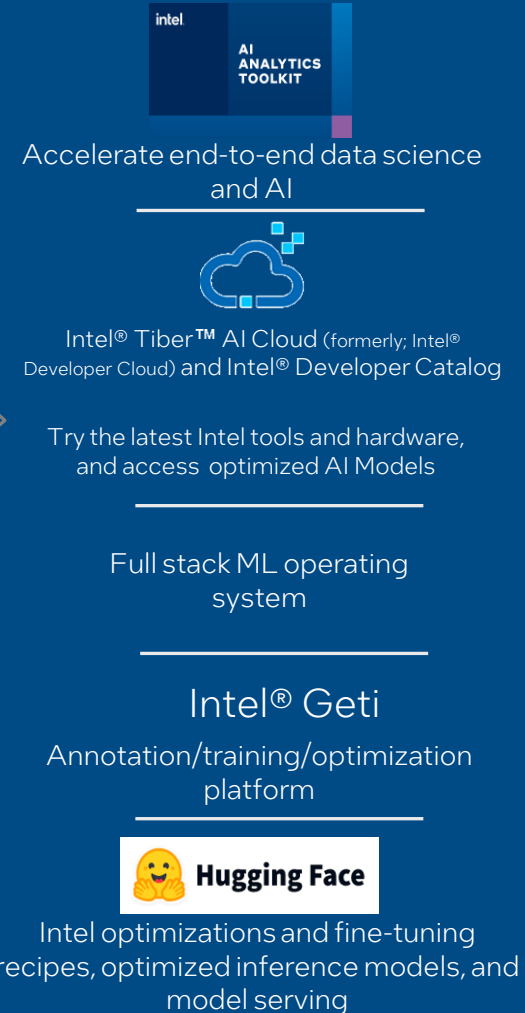 intel
AI
ANALYTICS
TOOLKIT
Accelerate end-to-end data science
and AI
Intel® Tiber™ AI Cloud (formerly; Intel®
Developer Cloud) and Intel® Developer Catalog
Try the latest Intel tools and hardware,
and access optimized AI Models
Full stack ML operating
system
Intel® Geti
Annotation/training/optimization
platform
Hugging Face
Intel optimizations and fine-tuning
recipes, optimized inference models, and
model serving